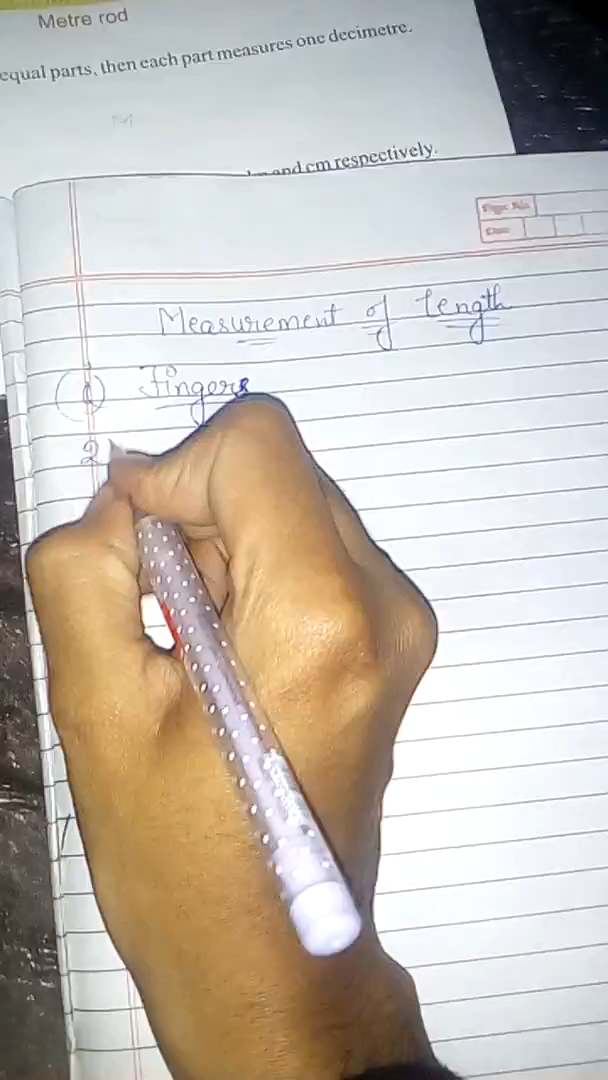 Metre rod
equal parts, then each part measures one decimetre.
and cm respectively.
Page No.
Date
Measurement of length
1 Fingers
2